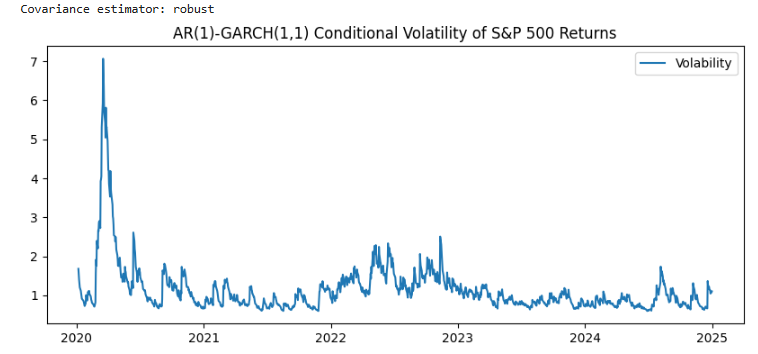 Covariance estimator: robust
AR(1)-GARCH(1,1) Conditional Volatility of S&P 500 Returns
Volability
7
6
5
4
3
2
1
2020 2021 2022 2023 2024 2025